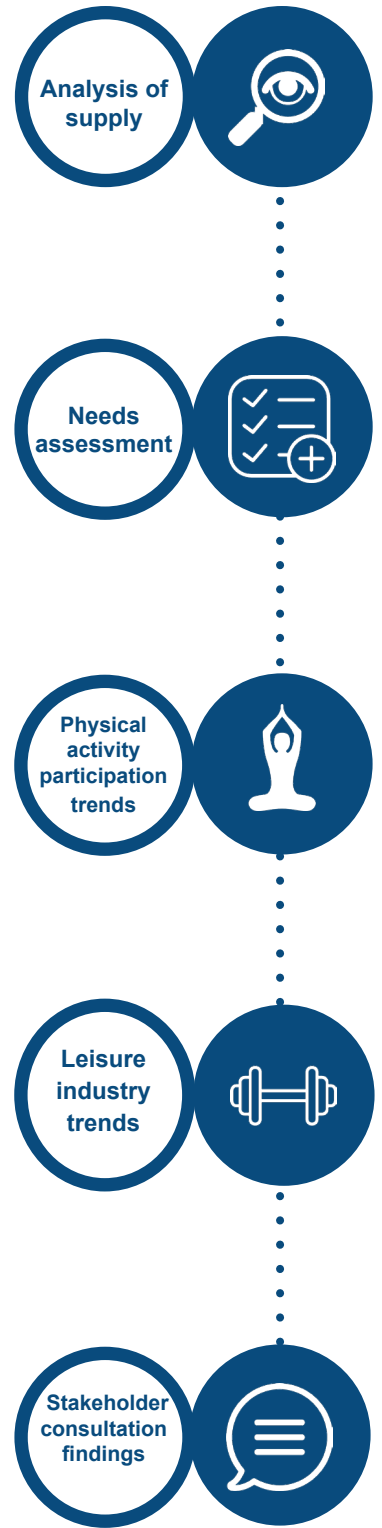 Analysis of
supply
Needs
assessment
Physical
activity
participation
trends
Leisure
industry
trends
Stakeholder
consultation
findings